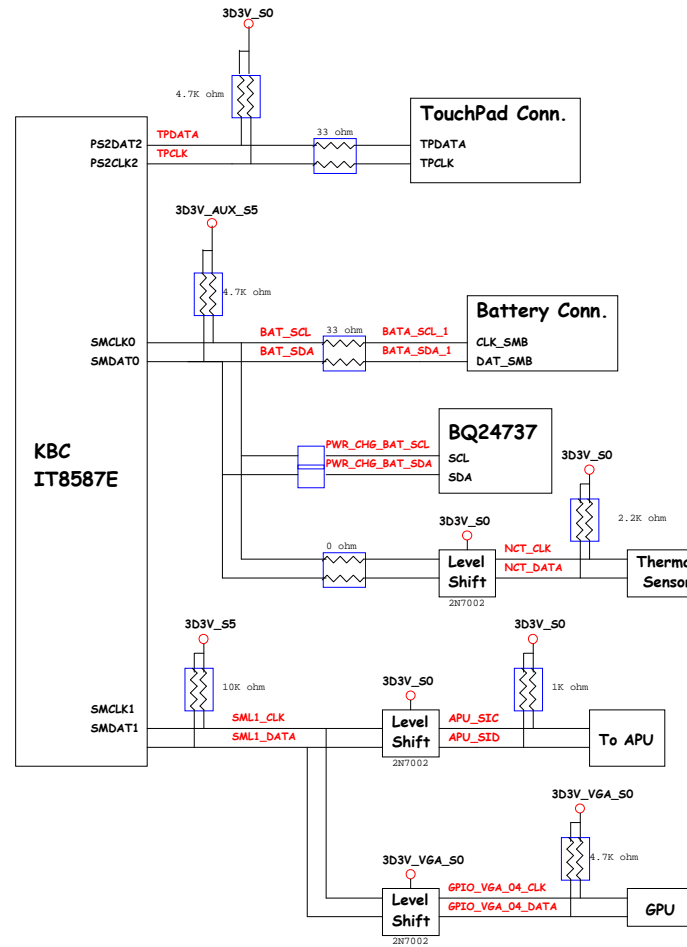 3D3V_S0
4.7K ohm
TouchPad Conn.
33 ohm
TPDATA
PS2DAT2
TPDATA
TPCLK
PS2CLK2
TPCLK
3D3V_AUX_S5
4.7K ohm
Battery Conn.
BAT_SCL
33 ohm
BATA_SCL_1
SMCLK0
CLK_SMB
BAT_SDA
BATA_SDA_1
SMDAT0
DAT_SMB
BQ24737
KBC
IT8587E
PWR_CHG_BAT_SCL
SCL
PWR_CHG_BAT_SDA
SDA
3D3V_S0
2.2K ohm
3D3V_S0
0 ohm
NCT_CLK
Level
Shift
NCT_DATA
Thermo
Sensor
2N7002
3D3V_S5
3D3V_S0
10K ohm
3D3V_S0
1K ohm
SMCLK1
SML1_CLK
APU_SIC
SMDAT1
SML1_DATA
Level
Shift
APU_SID
To APU
2N7002
3D3V_VGA_S0
4.7K ohm
3D3V_VGA_S0
GPIO_VGA_04_CLK
Level
Shift
GPIO_VGA_04_DATA
GPU
2N7002